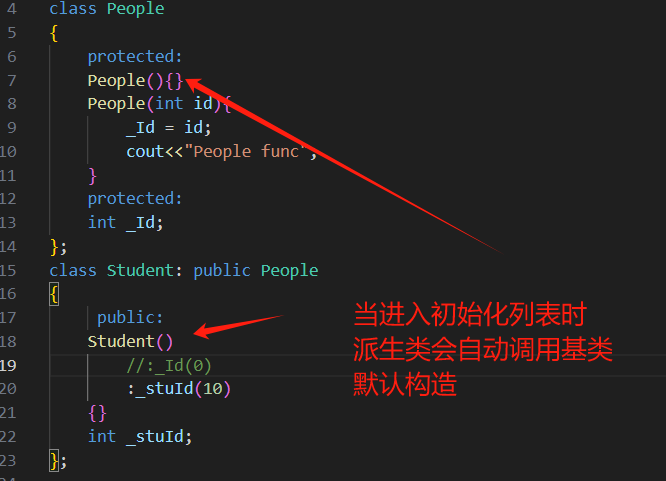 4 class People
5 {
6 protected:
7 People(){}
8 People(int id){
9 _Id = id;
10 cout<<"People func";
11 }
12 protected:
13 int _Id;
14 };
15 class Student: public People
16 {
17 public:
18 Student()
19 //:_Id(0)
20 :_stuId(10)
21 {}
22 int _stuId;
23 };
当进入初始化列表时
派生类会自动调用基类
默认构造